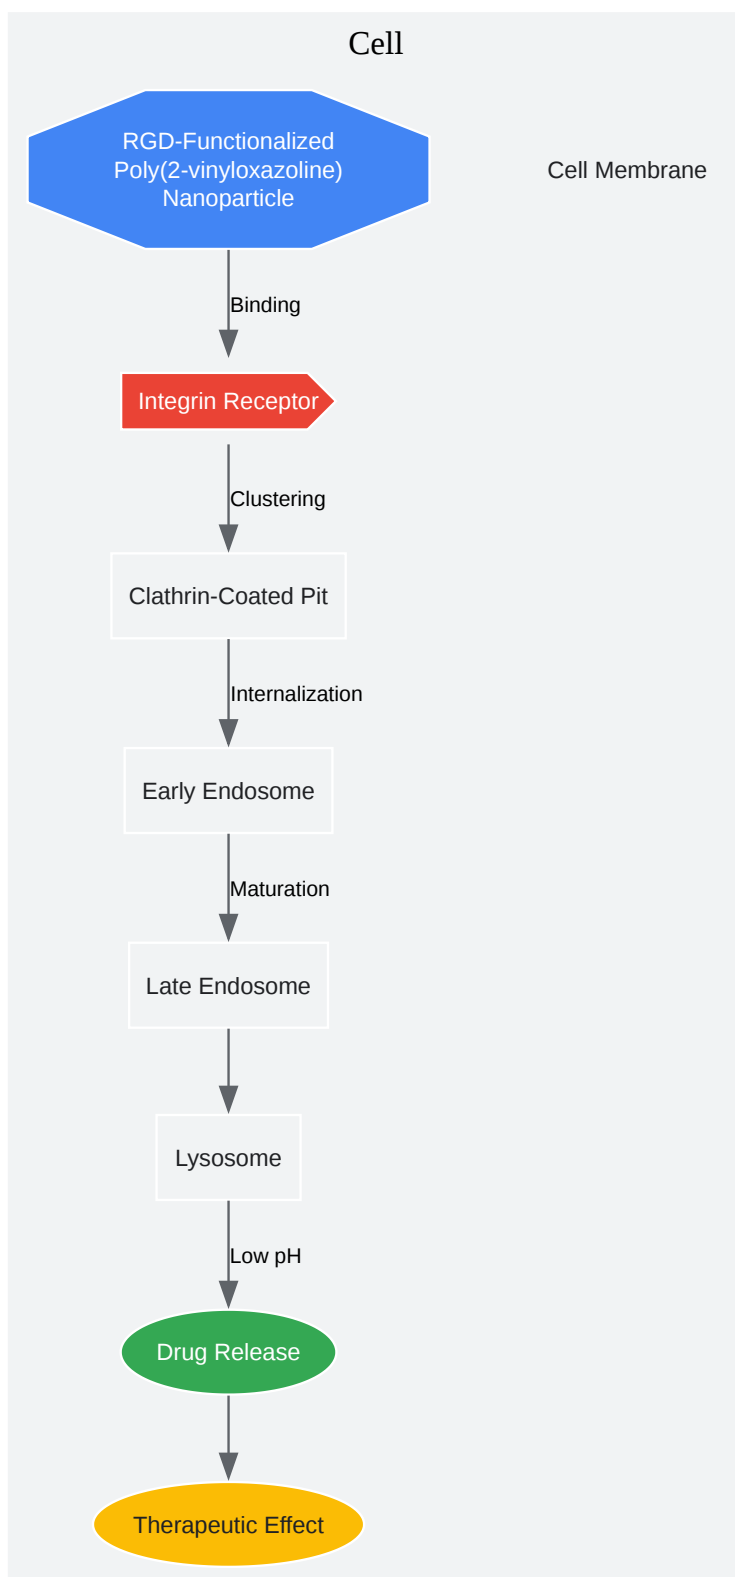 Cell
RGD-Functionalized
Poly(2-vinyloxazoline)
Nanoparticle
Cell Membrane
Binding
Integrin Receptor
Clustering
Clathrin-Coated Pit
Internalization
Early Endosome
Maturation
Late Endosome
Lysosome
Low pH
Drug Release
Therapeutic Effect